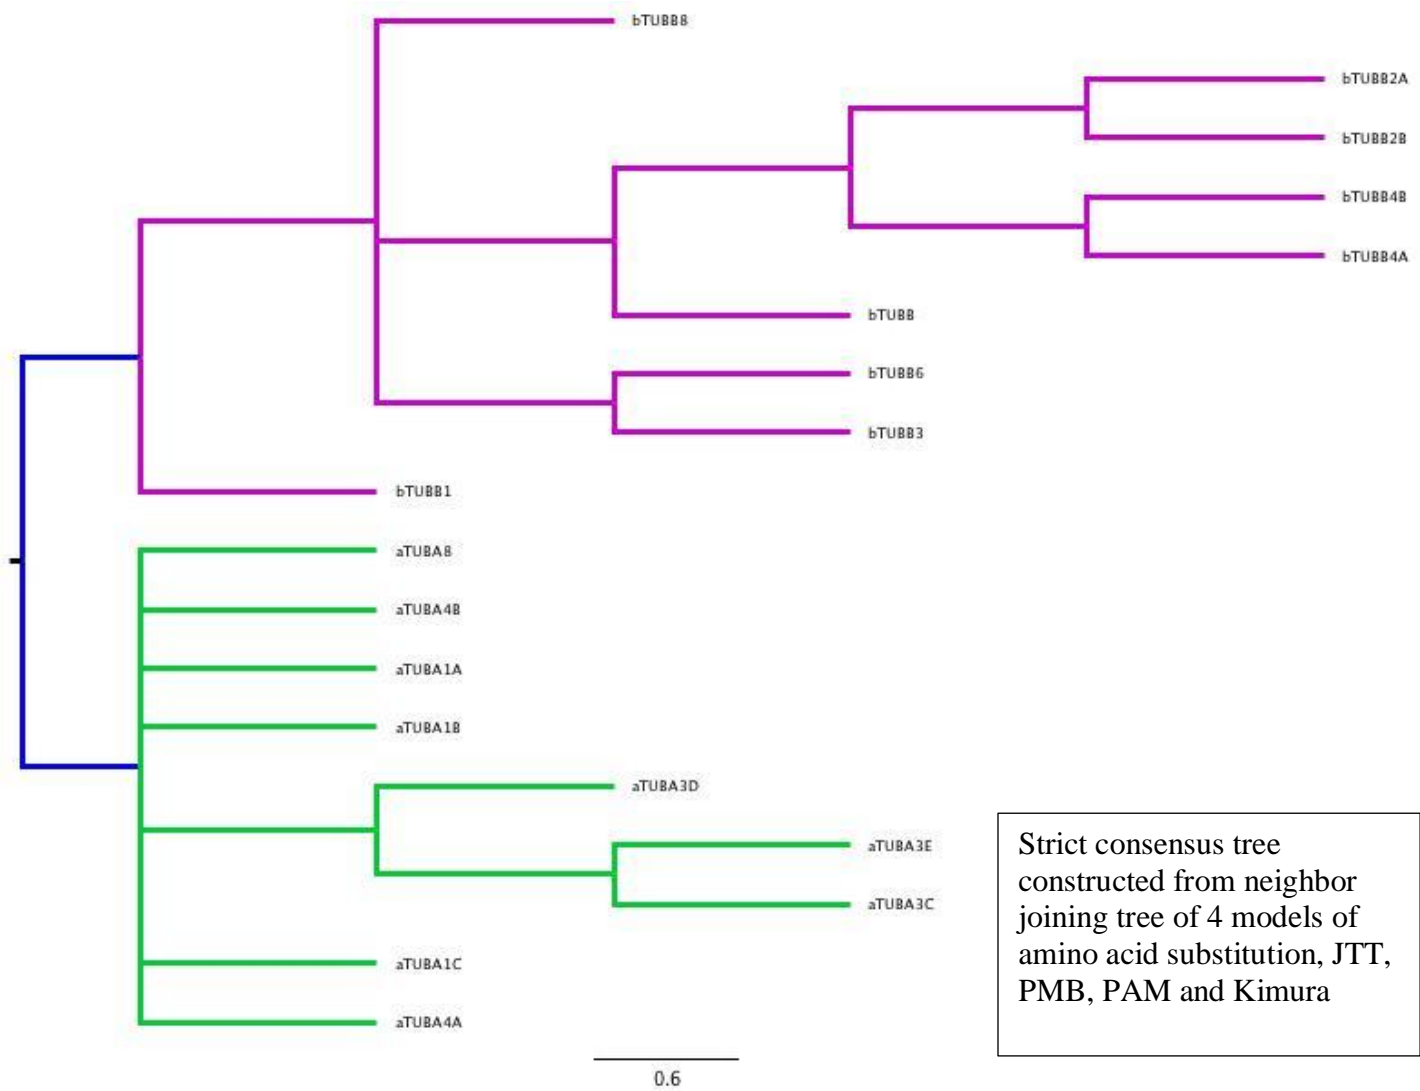 bTUBB8
bTUBB2A
bTUBB2B
bTUBB4B
bTUBB4A
bTUBB
bTUBB6
bTUBB3
bTUBB1
aTUBA8
aTUBA4B
aTUBA1A
aTUBA1B
aTUBA3D
aTUBA3E
aTUBA3C
aTUBA1C
aTUBA4A
0.6
Strict consensus tree
constructed from neighbor
joining tree of 4 models of
amino acid substitution, JTT,
PMB, PAM and Kimura